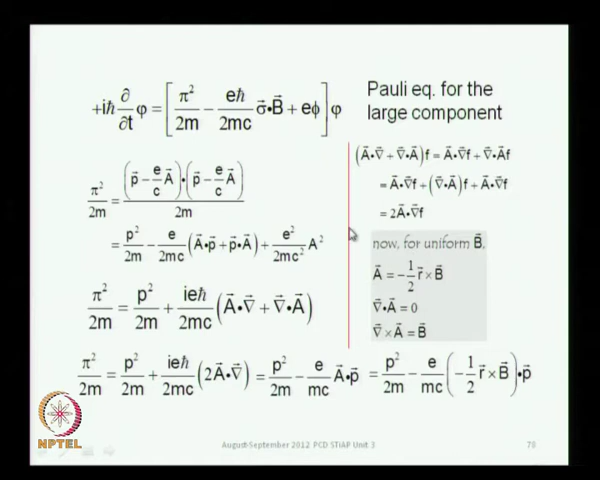 +iħ ∂/∂t φ = [π²/2m − eħ/2mc σ⃗•B⃗ + eϕ] φ
Pauli eq. for the
large component
π²/2m = (p⃗ − e/c A⃗)•(p⃗ − e/c A⃗)/2m
= p²/2m − e/2mc (A⃗•p⃗ + p⃗•A⃗) + e²/2mc² A²
π²/2m = p²/2m + ieħ/2mc (A⃗•∇⃗ + ∇⃗•A⃗)
(A⃗•∇⃗ + ∇⃗•A⃗)f = A⃗•∇⃗f + ∇⃗•A⃗f
= A⃗•∇⃗f + (∇⃗•A⃗)f + A⃗•∇⃗f
= 2A⃗•∇⃗f
now, for uniform B⃗,
A⃗ = −1/2 r⃗ × B⃗
∇⃗•A⃗ = 0
∇⃗ × A⃗ = B⃗
π²/2m = p²/2m + ieħ/2mc (2A⃗•∇⃗) = p²/2m − e/mc A⃗•p⃗ = p²/2m − e/mc (−1/2 r⃗ × B⃗)•p⃗
NPTEL
August-September 2012 PCD STIAP Unit 3
78